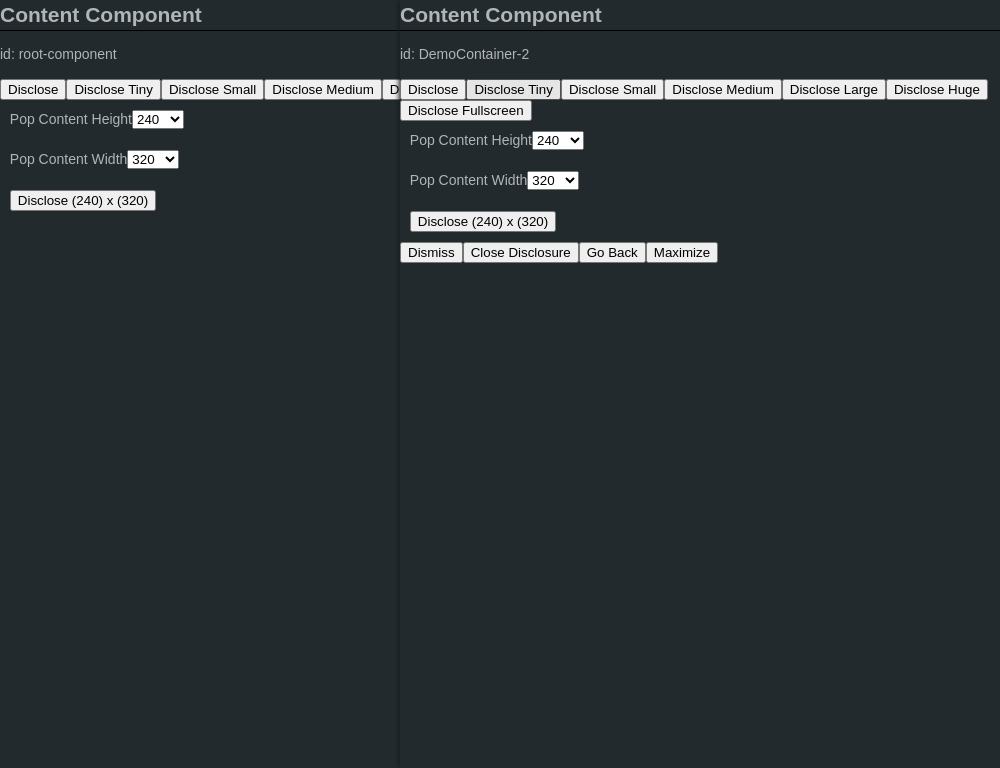 Content Component
id: root-component
Disclose Disclose Tiny Disclose Small Disclose Medium D
Pop Content Height 240
Pop Content Width 320
Disclose (240) x (320)
Content Component
id: DemoContainer-2
Disclose Disclose Tiny Disclose Small Disclose Medium Disclose Large Disclose Huge
Disclose Fullscreen
Pop Content Height 240
Pop Content Width 320
Disclose (240) x (320)
Dismiss Close Disclosure Go Back Maximize